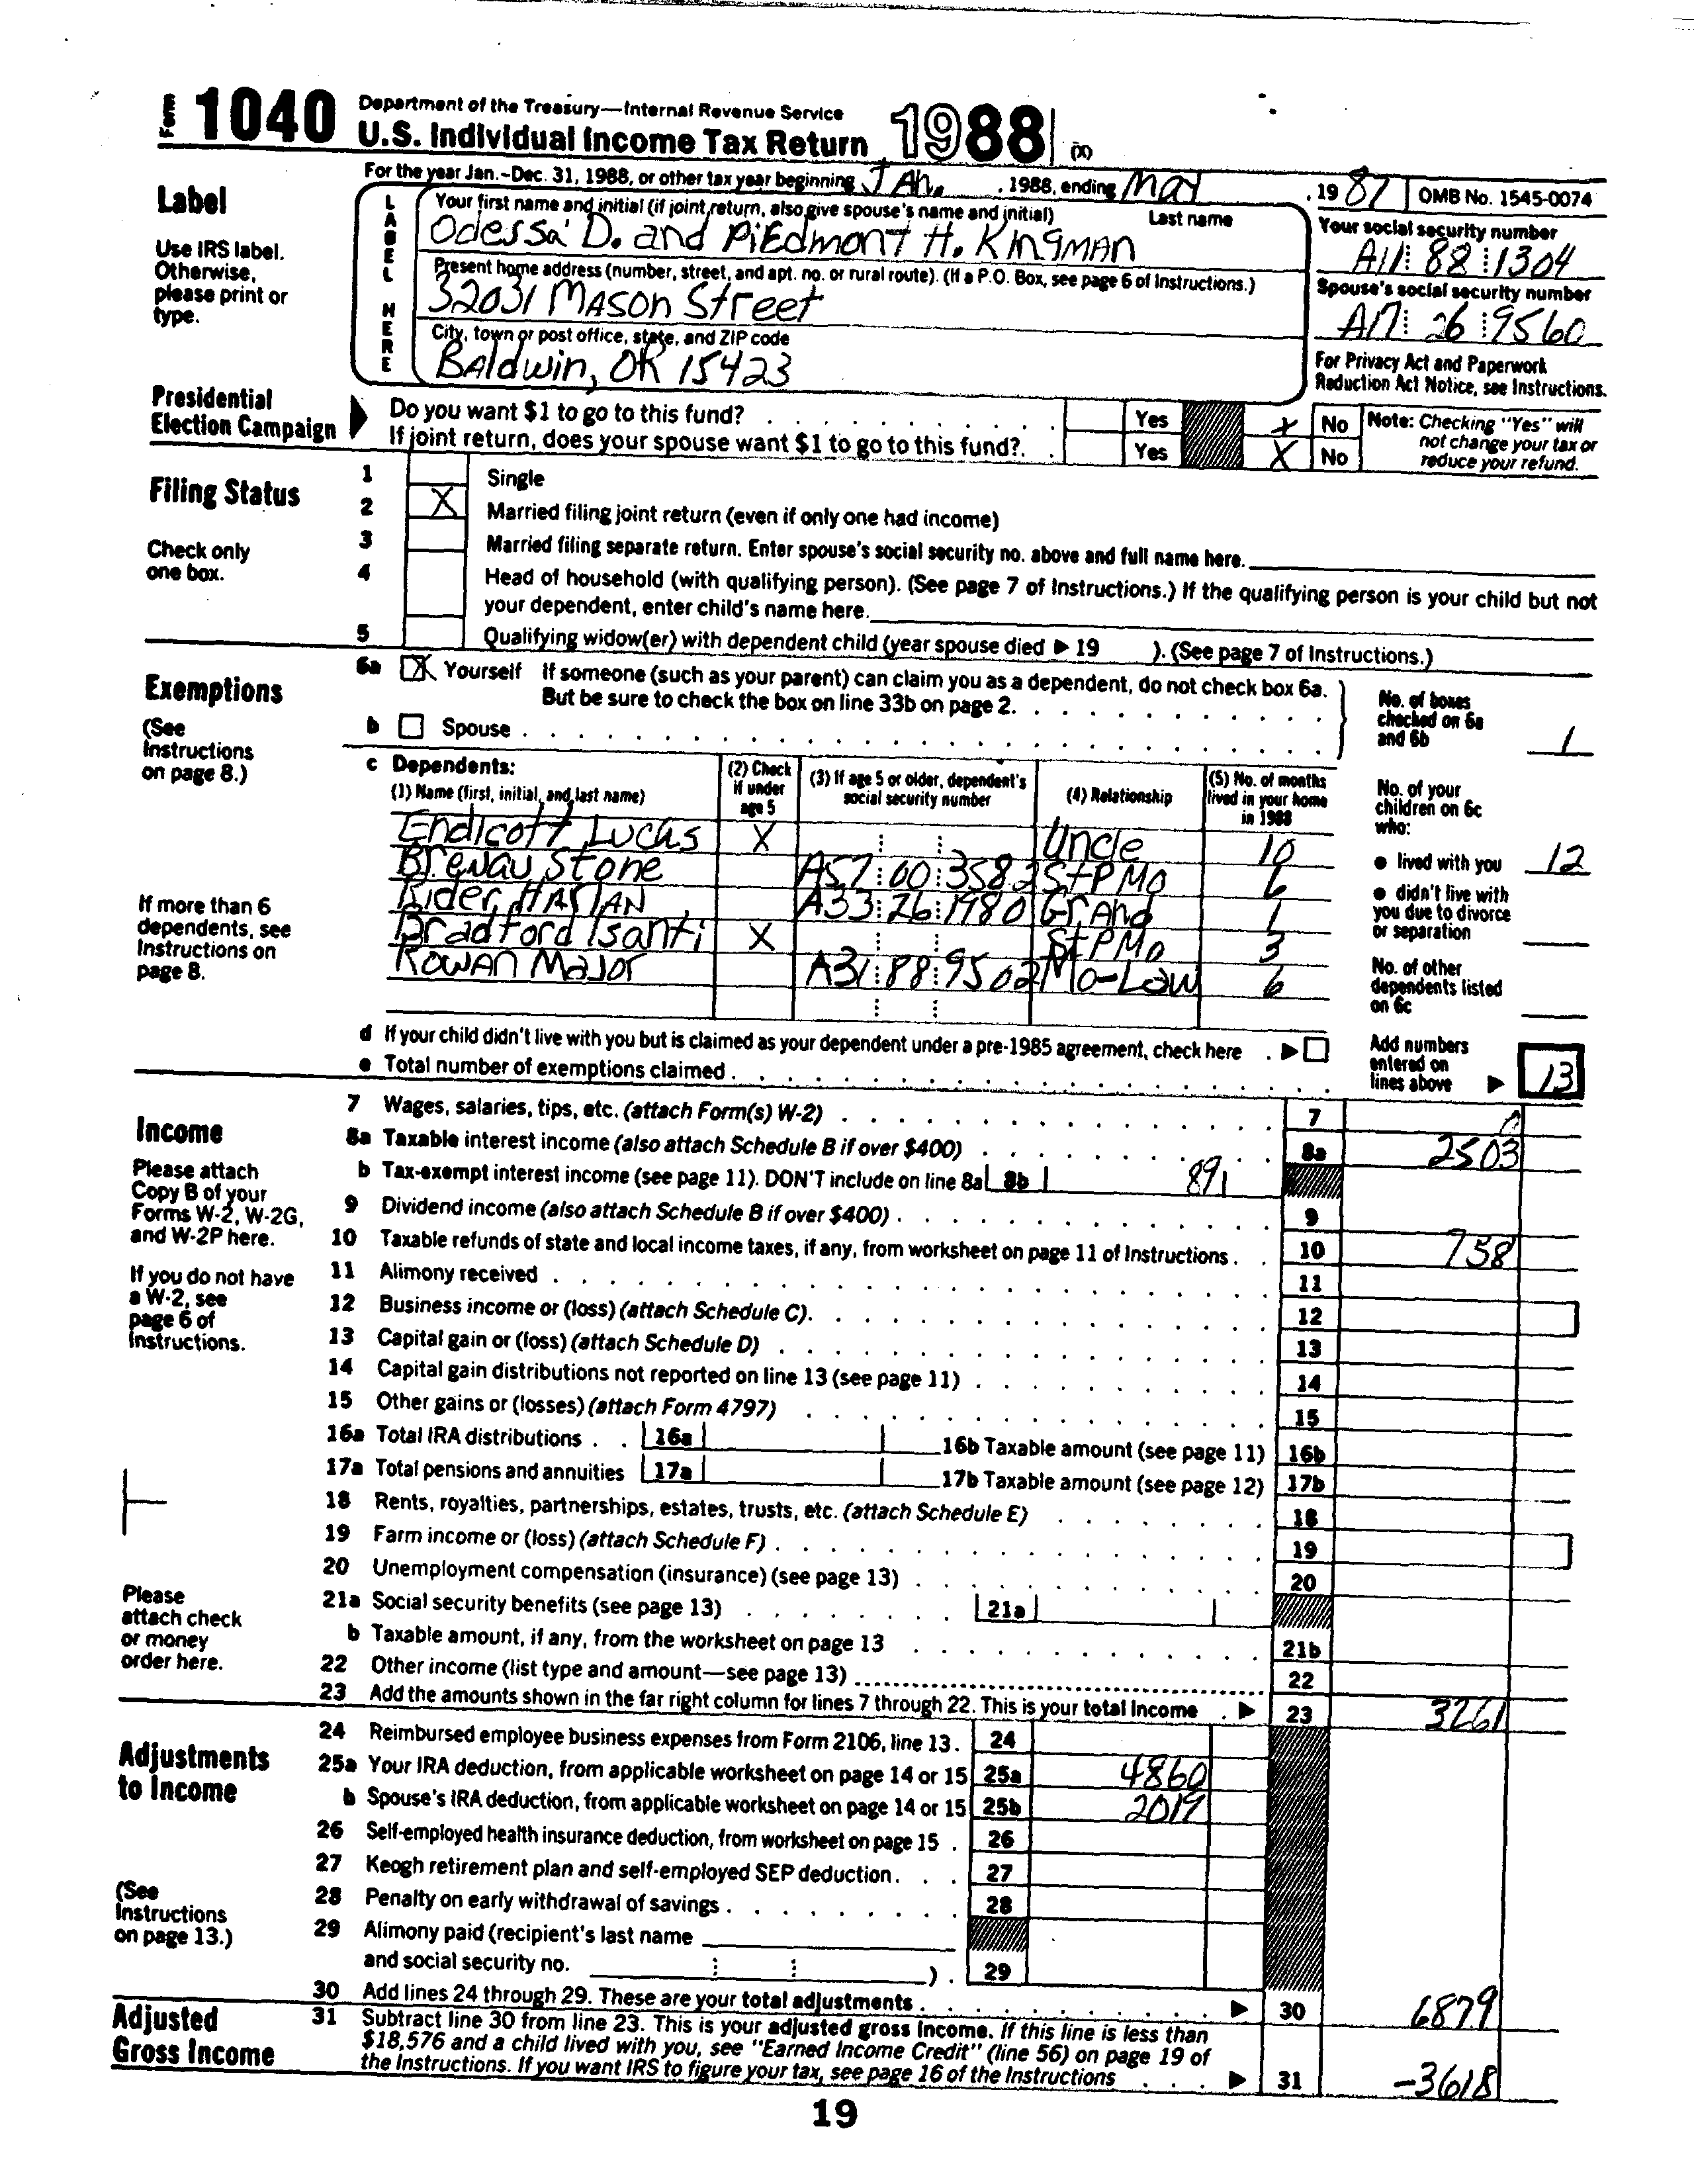 Form 1040 Department of the Treasury—Internal Revenue Service
U.S. Individual Income Tax Return 1988 (X)
For the year Jan.-Dec. 31, 1988, or other tax year beginning JAn. , 1988, ending May , 19 87 OMB No. 1545-0074
Label
Use IRS label. Otherwise, please print or type.
LABEL HERE
Your first name and initial (if joint return, also give spouse's name and initial) Last name
Odessa D. and PiEdmont H. KingMAN
Your social security number
A11 88 1304
Present home address (number, street, and apt. no. or rural route). (If a P.O. Box, see page 6 of Instructions.)
32031 MASon Street
Spouse's social security number
A17 26 9560
City, town or post office, state, and ZIP code
BAldwin, OK 15423
For Privacy Act and Paperwork Reduction Act Notice, see Instructions.
Presidential Election Campaign
Do you want $1 to go to this fund? Yes X No
If joint return, does your spouse want $1 to go to this fund? Yes X No
Note: Checking "Yes" will not change your tax or reduce your refund.
Filing Status
Check only one box.
1 Single
2 X Married filing joint return (even if only one had income)
3 Married filing separate return. Enter spouse's social security no. above and full name here.
4 Head of household (with qualifying person). (See page 7 of Instructions.) If the qualifying person is your child but not
your dependent, enter child's name here.
5 Qualifying widow(er) with dependent child (year spouse died ▶ 19 ). (See page 7 of Instructions.)
Exemptions
(See Instructions on page 8.)
6a X Yourself If someone (such as your parent) can claim you as a dependent, do not check box 6a.
But be sure to check the box on line 33b on page 2.
b Spouse
No. of boxes checked on 6a and 6b 1
c Dependents:
(1) Name (first, initial, and last name) (2) Check if under age 5 (3) If age 5 or older, dependent's social security number (4) Relationship (5) No. of months lived in your home in 1988
Endicott Lucas X Uncle 10
Brenau Stone A57 60 3582 StPMo 6
Rider HArlAN A33 26 1980 GrAnd 1
Bradford Isanti X StPMo 3
ROWAN MAJor A31 88 9502 Mo-LAW 6
If more than 6 dependents, see Instructions on page 8.
No. of your children on 6c who:
● lived with you 12
● didn't live with you due to divorce or separation
No. of other dependents listed on 6c
d If your child didn't live with you but is claimed as your dependent under a pre-1985 agreement, check here ▶
e Total number of exemptions claimed
Add numbers entered on lines above ▶ 13
Income
Please attach Copy B of your Forms W-2, W-2G, and W-2P here.
If you do not have a W-2, see page 6 of Instructions.
Please attach check or money order here.
7 Wages, salaries, tips, etc. (attach Form(s) W-2) 7 0
8a Taxable interest income (also attach Schedule B if over $400) 8a 2503
b Tax-exempt interest income (see page 11). DON'T include on line 8a 8b 891
9 Dividend income (also attach Schedule B if over $400) 9
10 Taxable refunds of state and local income taxes, if any, from worksheet on page 11 of Instructions 10 758
11 Alimony received 11
12 Business income or (loss) (attach Schedule C) 12
13 Capital gain or (loss) (attach Schedule D) 13
14 Capital gain distributions not reported on line 13 (see page 11) 14
15 Other gains or (losses) (attach Form 4797) 15
16a Total IRA distributions 16a 16b Taxable amount (see page 11) 16b
17a Total pensions and annuities 17a 17b Taxable amount (see page 12) 17b
18 Rents, royalties, partnerships, estates, trusts, etc. (attach Schedule E) 18
19 Farm income or (loss) (attach Schedule F) 19
20 Unemployment compensation (insurance) (see page 13) 20
21a Social security benefits (see page 13) 21a
b Taxable amount, if any, from the worksheet on page 13 21b
22 Other income (list type and amount—see page 13) 22
23 Add the amounts shown in the far right column for lines 7 through 22. This is your total income ▶ 23 3261
Adjustments to Income
(See Instructions on page 13.)
24 Reimbursed employee business expenses from Form 2106, line 13. 24
25a Your IRA deduction, from applicable worksheet on page 14 or 15 25a 4860
b Spouse's IRA deduction, from applicable worksheet on page 14 or 15 25b 2019
26 Self-employed health insurance deduction, from worksheet on page 15 26
27 Keogh retirement plan and self-employed SEP deduction 27
28 Penalty on early withdrawal of savings 28
29 Alimony paid (recipient's last name
and social security no. ) 29
30 Add lines 24 through 29. These are your total adjustments ▶ 30 6879
Adjusted Gross Income
31 Subtract line 30 from line 23. This is your adjusted gross income. If this line is less than
$18,576 and a child lived with you, see "Earned Income Credit" (line 56) on page 19 of
the Instructions. If you want IRS to figure your tax, see page 16 of the Instructions ▶ 31 -3618
19